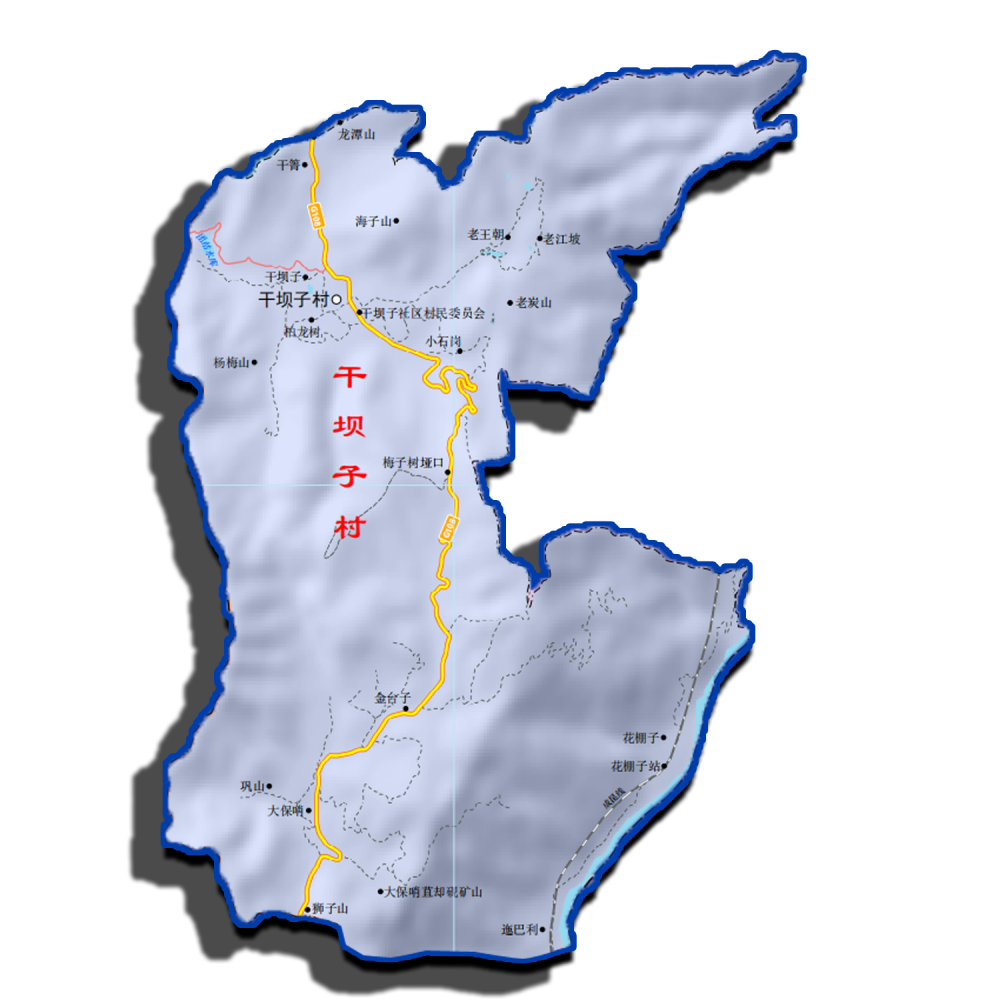 龙潭山
干箐
G108
海子山
老王朝
老江坡
干坝子
干坝子村
老炭山
干坝子社区村民委员会
柏龙树
小石岗
杨梅山
干
坝
子
村
梅子树垭口
G108
金台子
花棚子
花棚子站
巩山
成昆线
大保哨
大保哨苴却砚矿山
狮子山
迤巴利